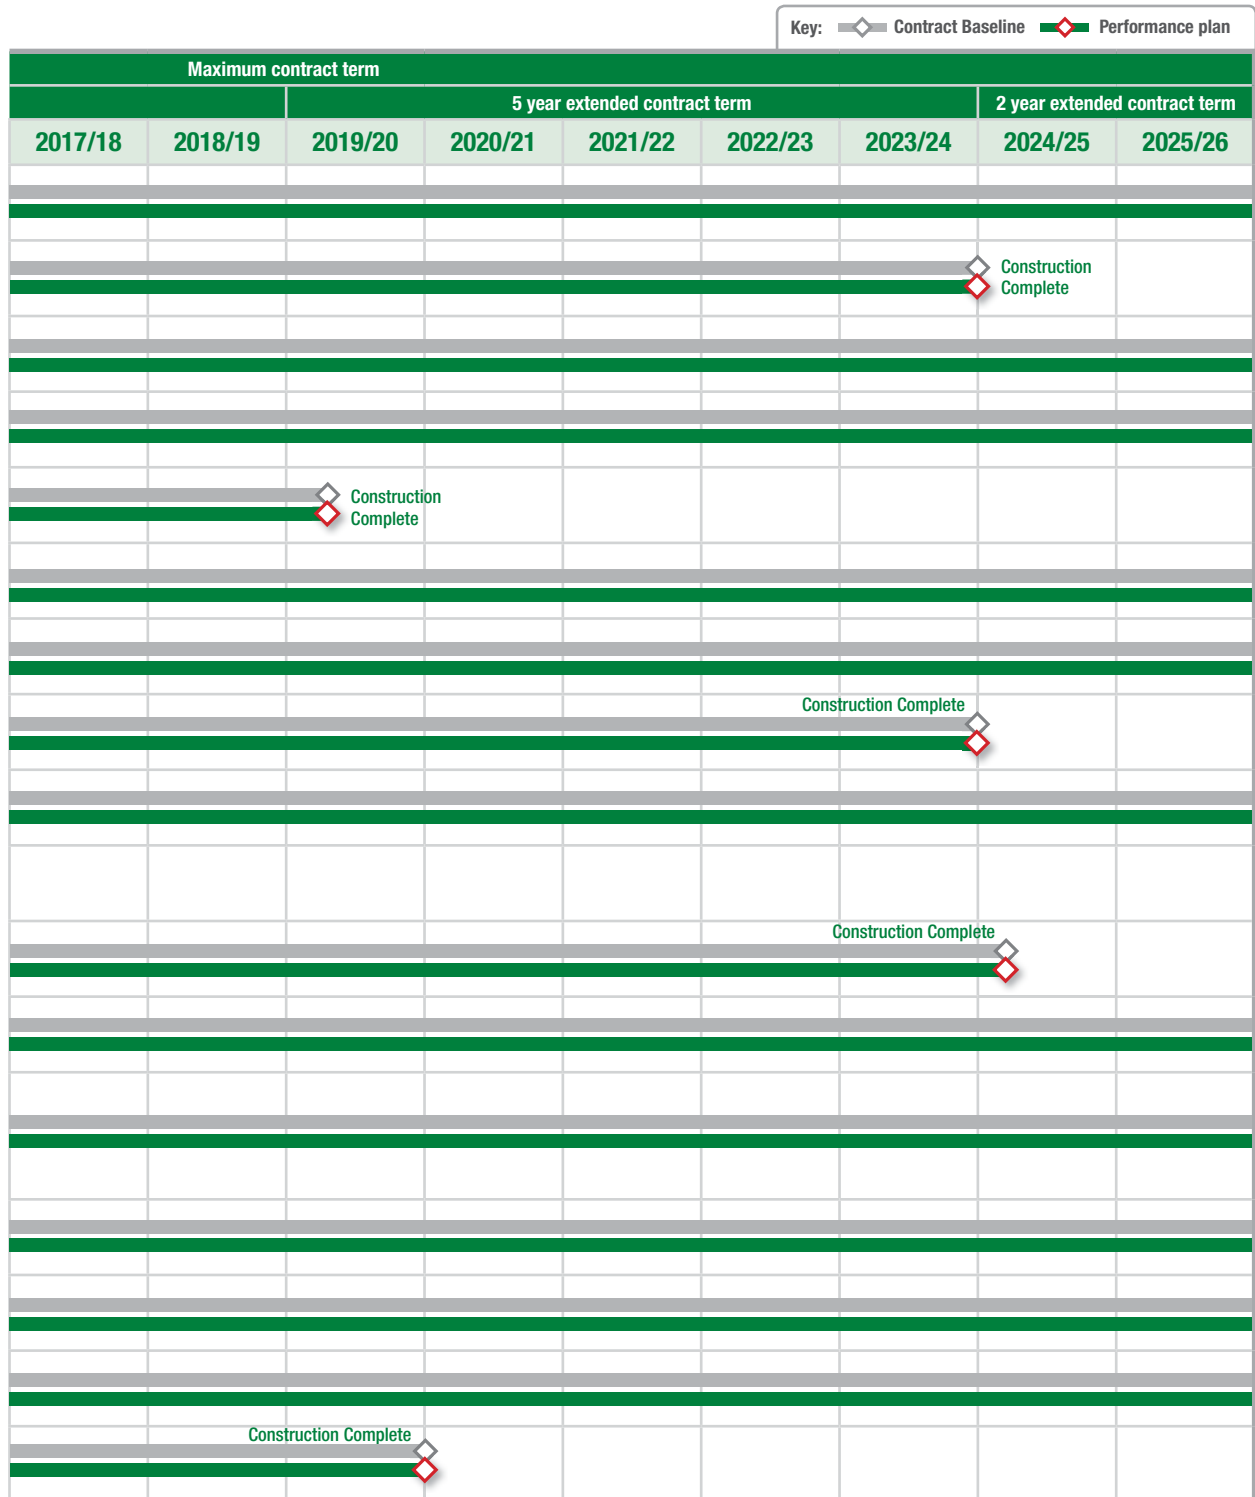 Key: Contract Baseline Performance plan
Maximum contract term
5 year extended contract term 2 year extended contract term
2017/18 2018/19 2019/20 2020/21 2021/22 2022/23 2023/24 2024/25 2025/26
Construction
Complete
Construction
Complete
Construction Complete
Construction Complete
Construction Complete